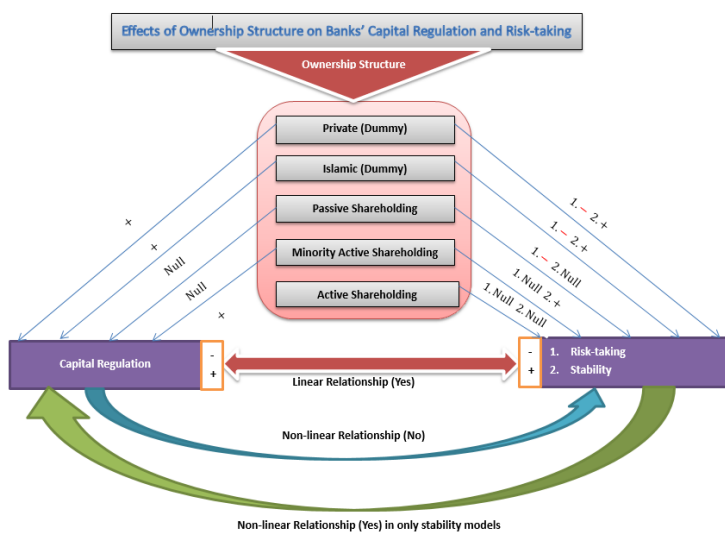 Effects of Ownership Structure on Banks' Capital Regulation and Risk-taking
Ownership Structure
Private (Dummy)
Islamic (Dummy)
Passive Shareholding
Minority Active Shareholding
Active Shareholding
+
+
Null
Null
+
1.– 2.+
1.– 2.+
1.– 2.Null
1.Null 2.+
1.Null 2.Null
Capital Regulation
-
+
-
+
1. Risk-taking
2. Stability
Linear Relationship (Yes)
Non-linear Relationship (No)
Non-linear Relationship (Yes) in only stability models